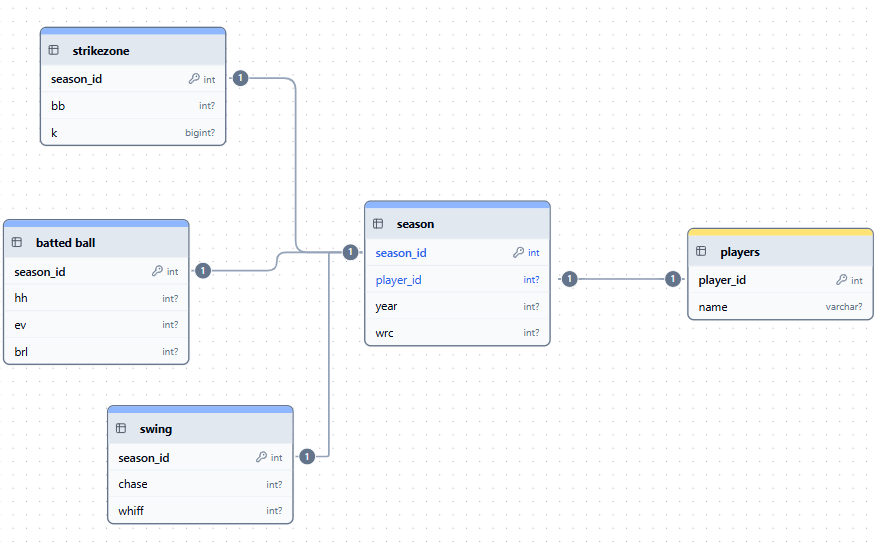 strikezone
season_id int
bb int?
k bigint?
1
batted ball
season_id int
hh int?
ev int?
brl int?
1
swing
season_id int
chase int?
whiff int?
1
season
season_id int
player_id int?
year int?
wrc int?
1
1
players
player_id int
name varchar?
1